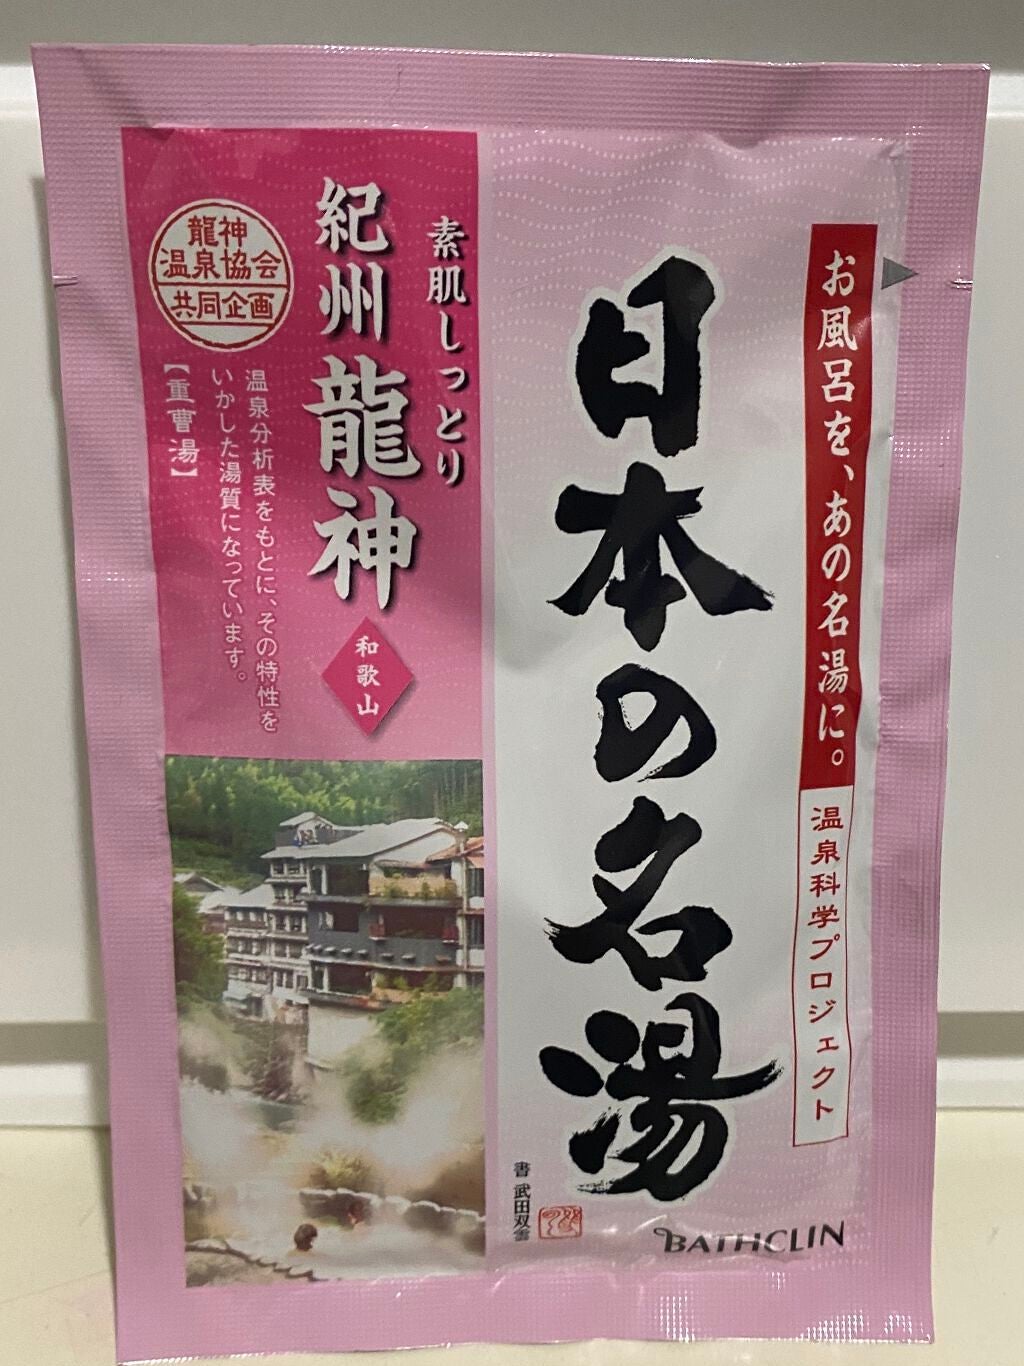 お風呂を、あの名湯に。
温泉科学プロジェクト
日本の名湯
書 武田双雲
BATHCLIN
素肌しっとり
紀州龍神
和歌山
龍神
温泉協会
共同企画
温泉分析表をもとに、その特性を
いかした湯質になっています。
【重曹湯】